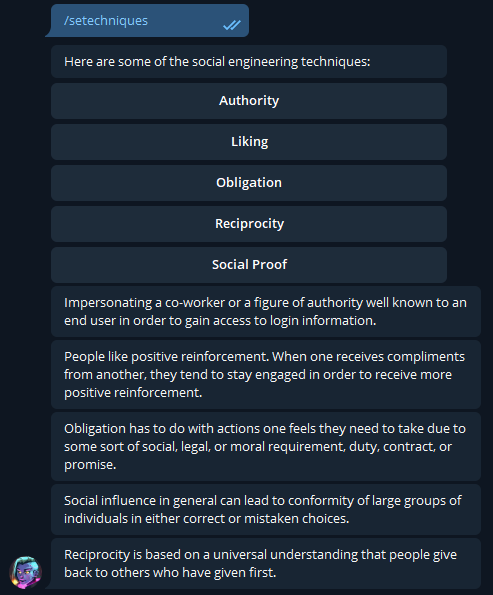 /setechniques
Here are some of the social engineering techniques:
Authority
Liking
Obligation
Reciprocity
Social Proof
Impersonating a co-worker or a figure of authority well known to an
end user in order to gain access to login information.
People like positive reinforcement. When one receives compliments
from another, they tend to stay engaged in order to receive more
positive reinforcement.
Obligation has to do with actions one feels they need to take due to
some sort of social, legal, or moral requirement, duty, contract, or
promise.
Social influence in general can lead to conformity of large groups of
individuals in either correct or mistaken choices.
Reciprocity is based on a universal understanding that people give
back to others who have given first.